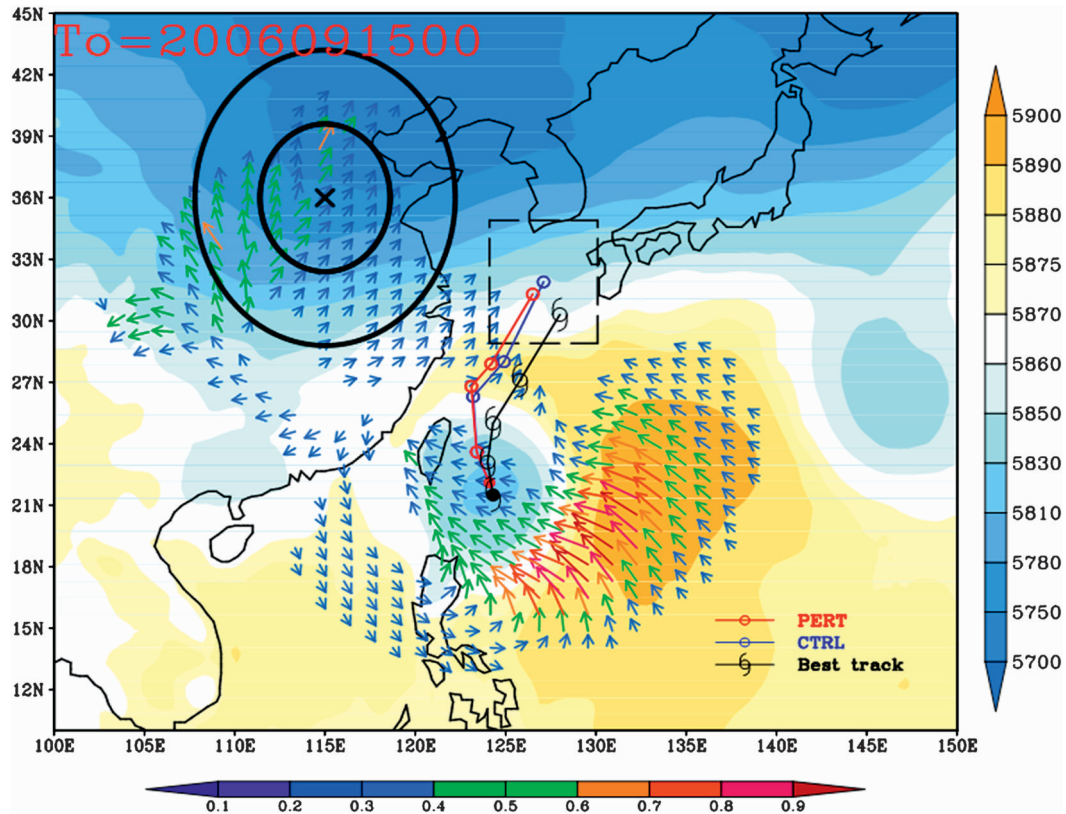 To=2006091500
45N
42N
39N
36N
33N
30N
27N
24N
21N
18N
15N
12N
100E 105E 110E 115E 120E 125E 130E 135E 140E 145E 150E
PERT
CTRL
Best track
5900
5890
5880
5875
5870
5860
5850
5830
5810
5780
5750
5700
0.1 0.2 0.3 0.4 0.5 0.6 0.7 0.8 0.9